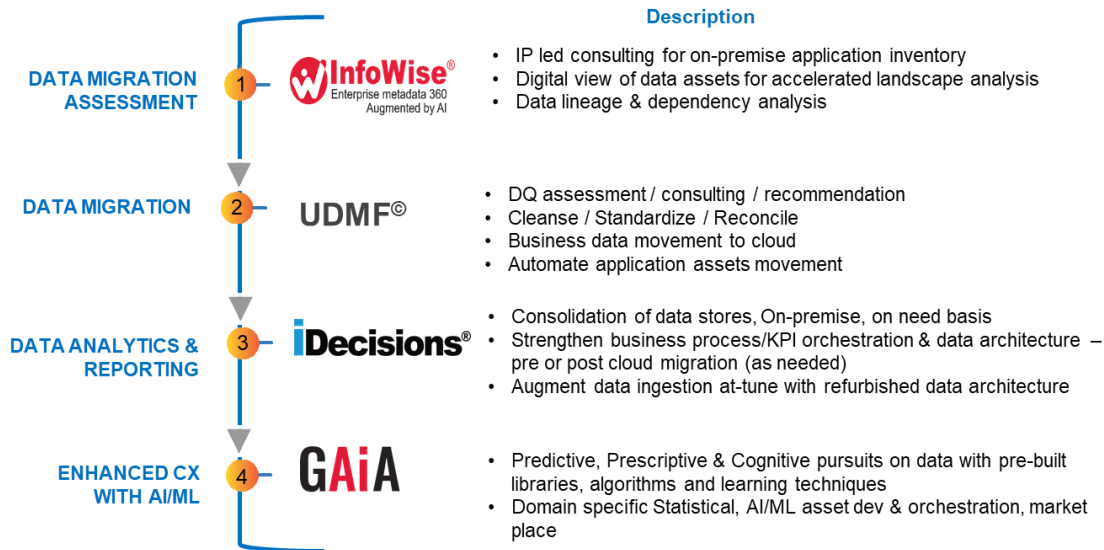 Description
DATA MIGRATION
ASSESSMENT
1
InfoWise®
Enterprise metadata 360
Augmented by AI
• IP led consulting for on-premise application inventory
• Digital view of data assets for accelerated landscape analysis
• Data lineage & dependency analysis
DATA MIGRATION
2
UDMF©
• DQ assessment / consulting / recommendation
• Cleanse / Standardize / Reconcile
• Business data movement to cloud
• Automate application assets movement
DATA ANALYTICS &
REPORTING
3
iDecisions®
• Consolidation of data stores, On-premise, on need basis
• Strengthen business process/KPI orchestration & data architecture –
pre or post cloud migration (as needed)
• Augment data ingestion at-tune with refurbished data architecture
ENHANCED CX
WITH AI/ML
4
GAiA
• Predictive, Prescriptive & Cognitive pursuits on data with pre-built
libraries, algorithms and learning techniques
• Domain specific Statistical, AI/ML asset dev & orchestration, market
place